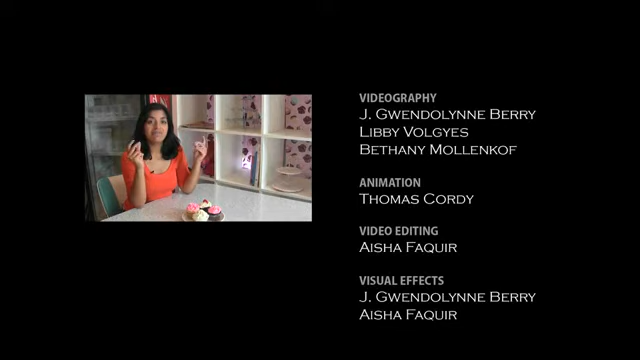 VIDEOGRAPHY
J. GWENDOLYNNE BERRY
LIBBY VOLGYES
BETHANY MOLLENKOF
ANIMATION
THOMAS CORDY
VIDEO EDITING
AISHA FAQUIR
VISUAL EFFECTS
J. GWENDOLYNNE BERRY
AISHA FAQUIR